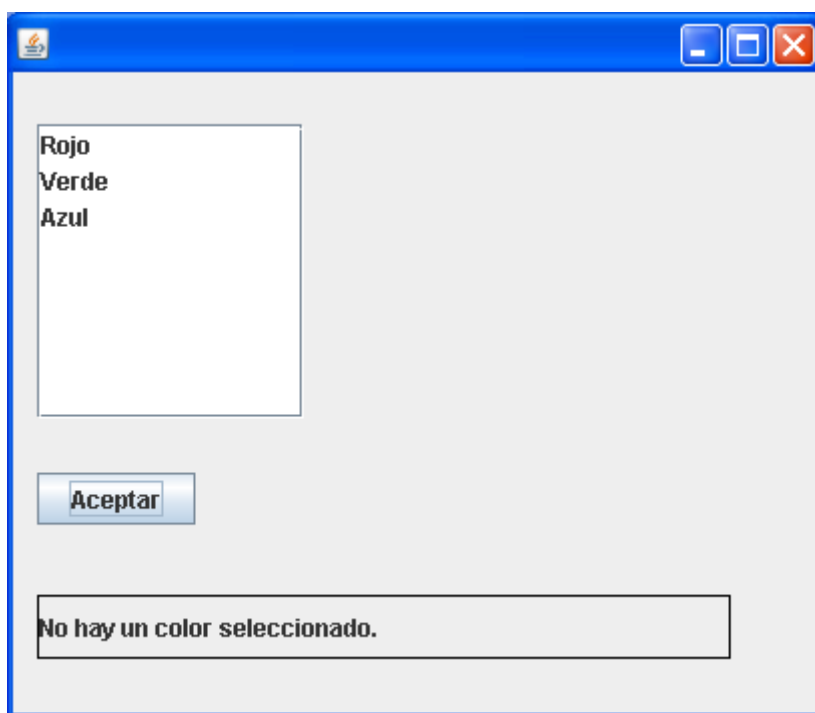 Rojo
Verde
Azul
Aceptar
No hay un color seleccionado.